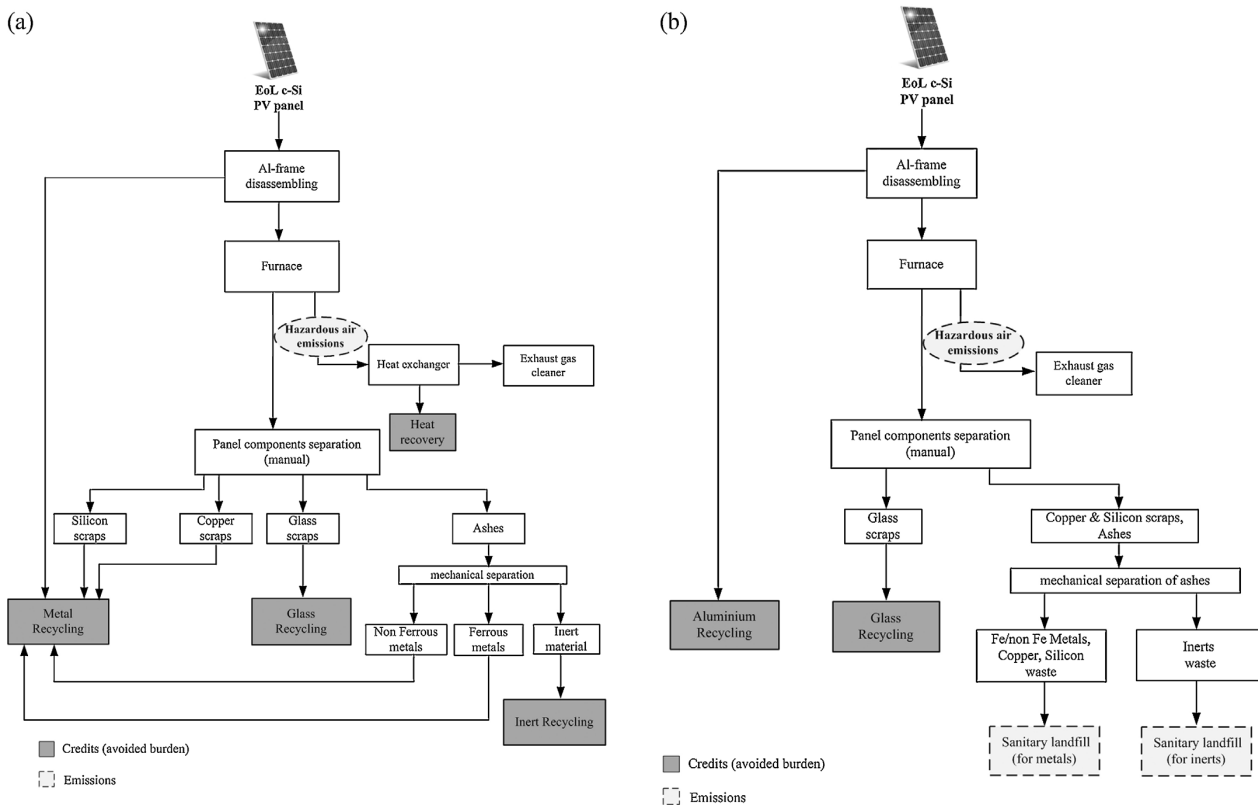 (a)
EoL c-Si
PV panel
Al-frame
disassembling
Furnace
Hazardous air
emissions
Heat exchanger
Exhaust gas
cleaner
Heat
recovery
Panel components separation
(manual)
Silicon
scraps
Copper
scraps
Glass
scraps
Ashes
mechanical separation
Metal
Recycling
Glass
Recycling
Non Ferrous
metals
Ferrous
metals
Inert
material
Inert Recycling
Credits (avoided burden)
Emissions
(b)
EoL c-Si
PV panel
Al-frame
disassembling
Furnace
Hazardous air
emissions
Exhaust gas
cleaner
Panel components separation
(manual)
Glass
scraps
Copper & Silicon scraps,
Ashes
mechanical separation of ashes
Aluminium
Recycling
Glass
Recycling
Fe/non Fe Metals,
Copper, Silicon
waste
Inerts
waste
Sanitary landfill
(for metals)
Sanitary landfill
(for inerts)
Credits (avoided burden)
Emissions